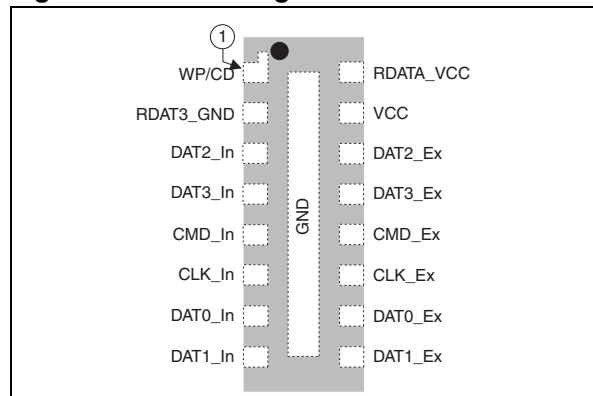 1
WP/CD
RDATA_VCC
RDAT3_GND
VCC
DAT2_In
DAT2_Ex
DAT3_In
DAT3_Ex
GND
CMD_In
CMD_Ex
CLK_In
CLK_Ex
DAT0_In
DAT0_Ex
DAT1_In
DAT1_Ex